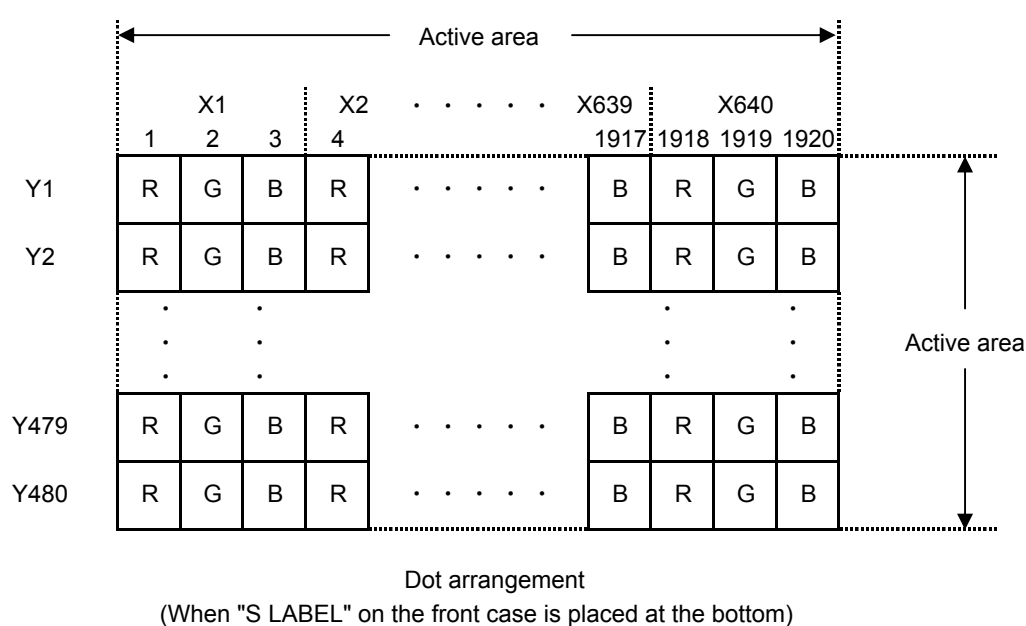 Active area
X1 X2 · · · · · X639 X640
1 2 3 4 1917 1918 1919 1920
Y1 R G B R · · · · · B R G B
Y2 R G B R · · · · · B R G B
Active area
Y479 R G B R · · · · · B R G B
Y480 R G B R · · · · · B R G B
Dot arrangement
(When "S LABEL" on the front case is placed at the bottom)